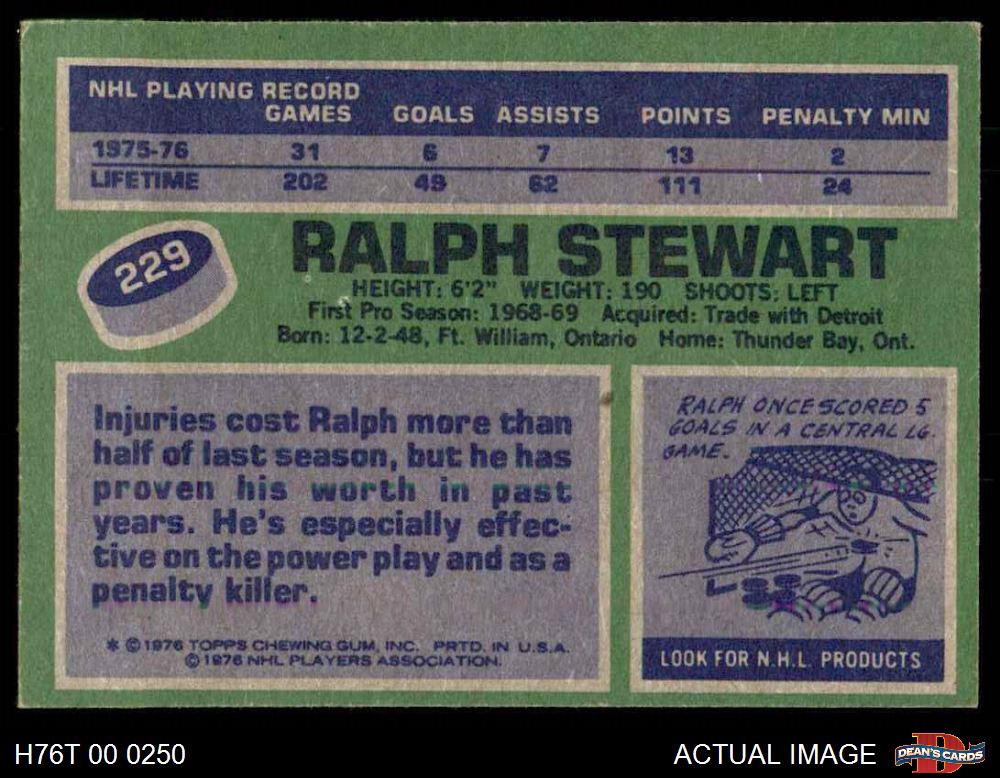 NHL PLAYING RECORD
GAMES GOALS ASSISTS POINTS PENALTY MIN
1975-76 31 6 7 13 2
LIFETIME 202 49 62 111 24
229
RALPH STEWART
HEIGHT: 6'2" WEIGHT: 190 SHOOTS: LEFT
First Pro Season: 1968-69 Acquired: Trade with Detroit
Born: 12-2-48, Ft. William, Ontario Home: Thunder Bay, Ont.
Injuries cost Ralph more than
half of last season, but he has
proven his worth in past
years. He's especially effec-
tive on the power play and as a
penalty killer.
* © 1976 TOPPS CHEWING GUM, INC. PRTD. IN U.S.A.
© 1976 NHL PLAYERS ASSOCIATION.
RALPH ONCE SCORED 5
GOALS IN A CENTRAL LG.
GAME.
LOOK FOR N.H.L. PRODUCTS
H76T 00 0250
ACTUAL IMAGE
D
DEAN'S CARDS